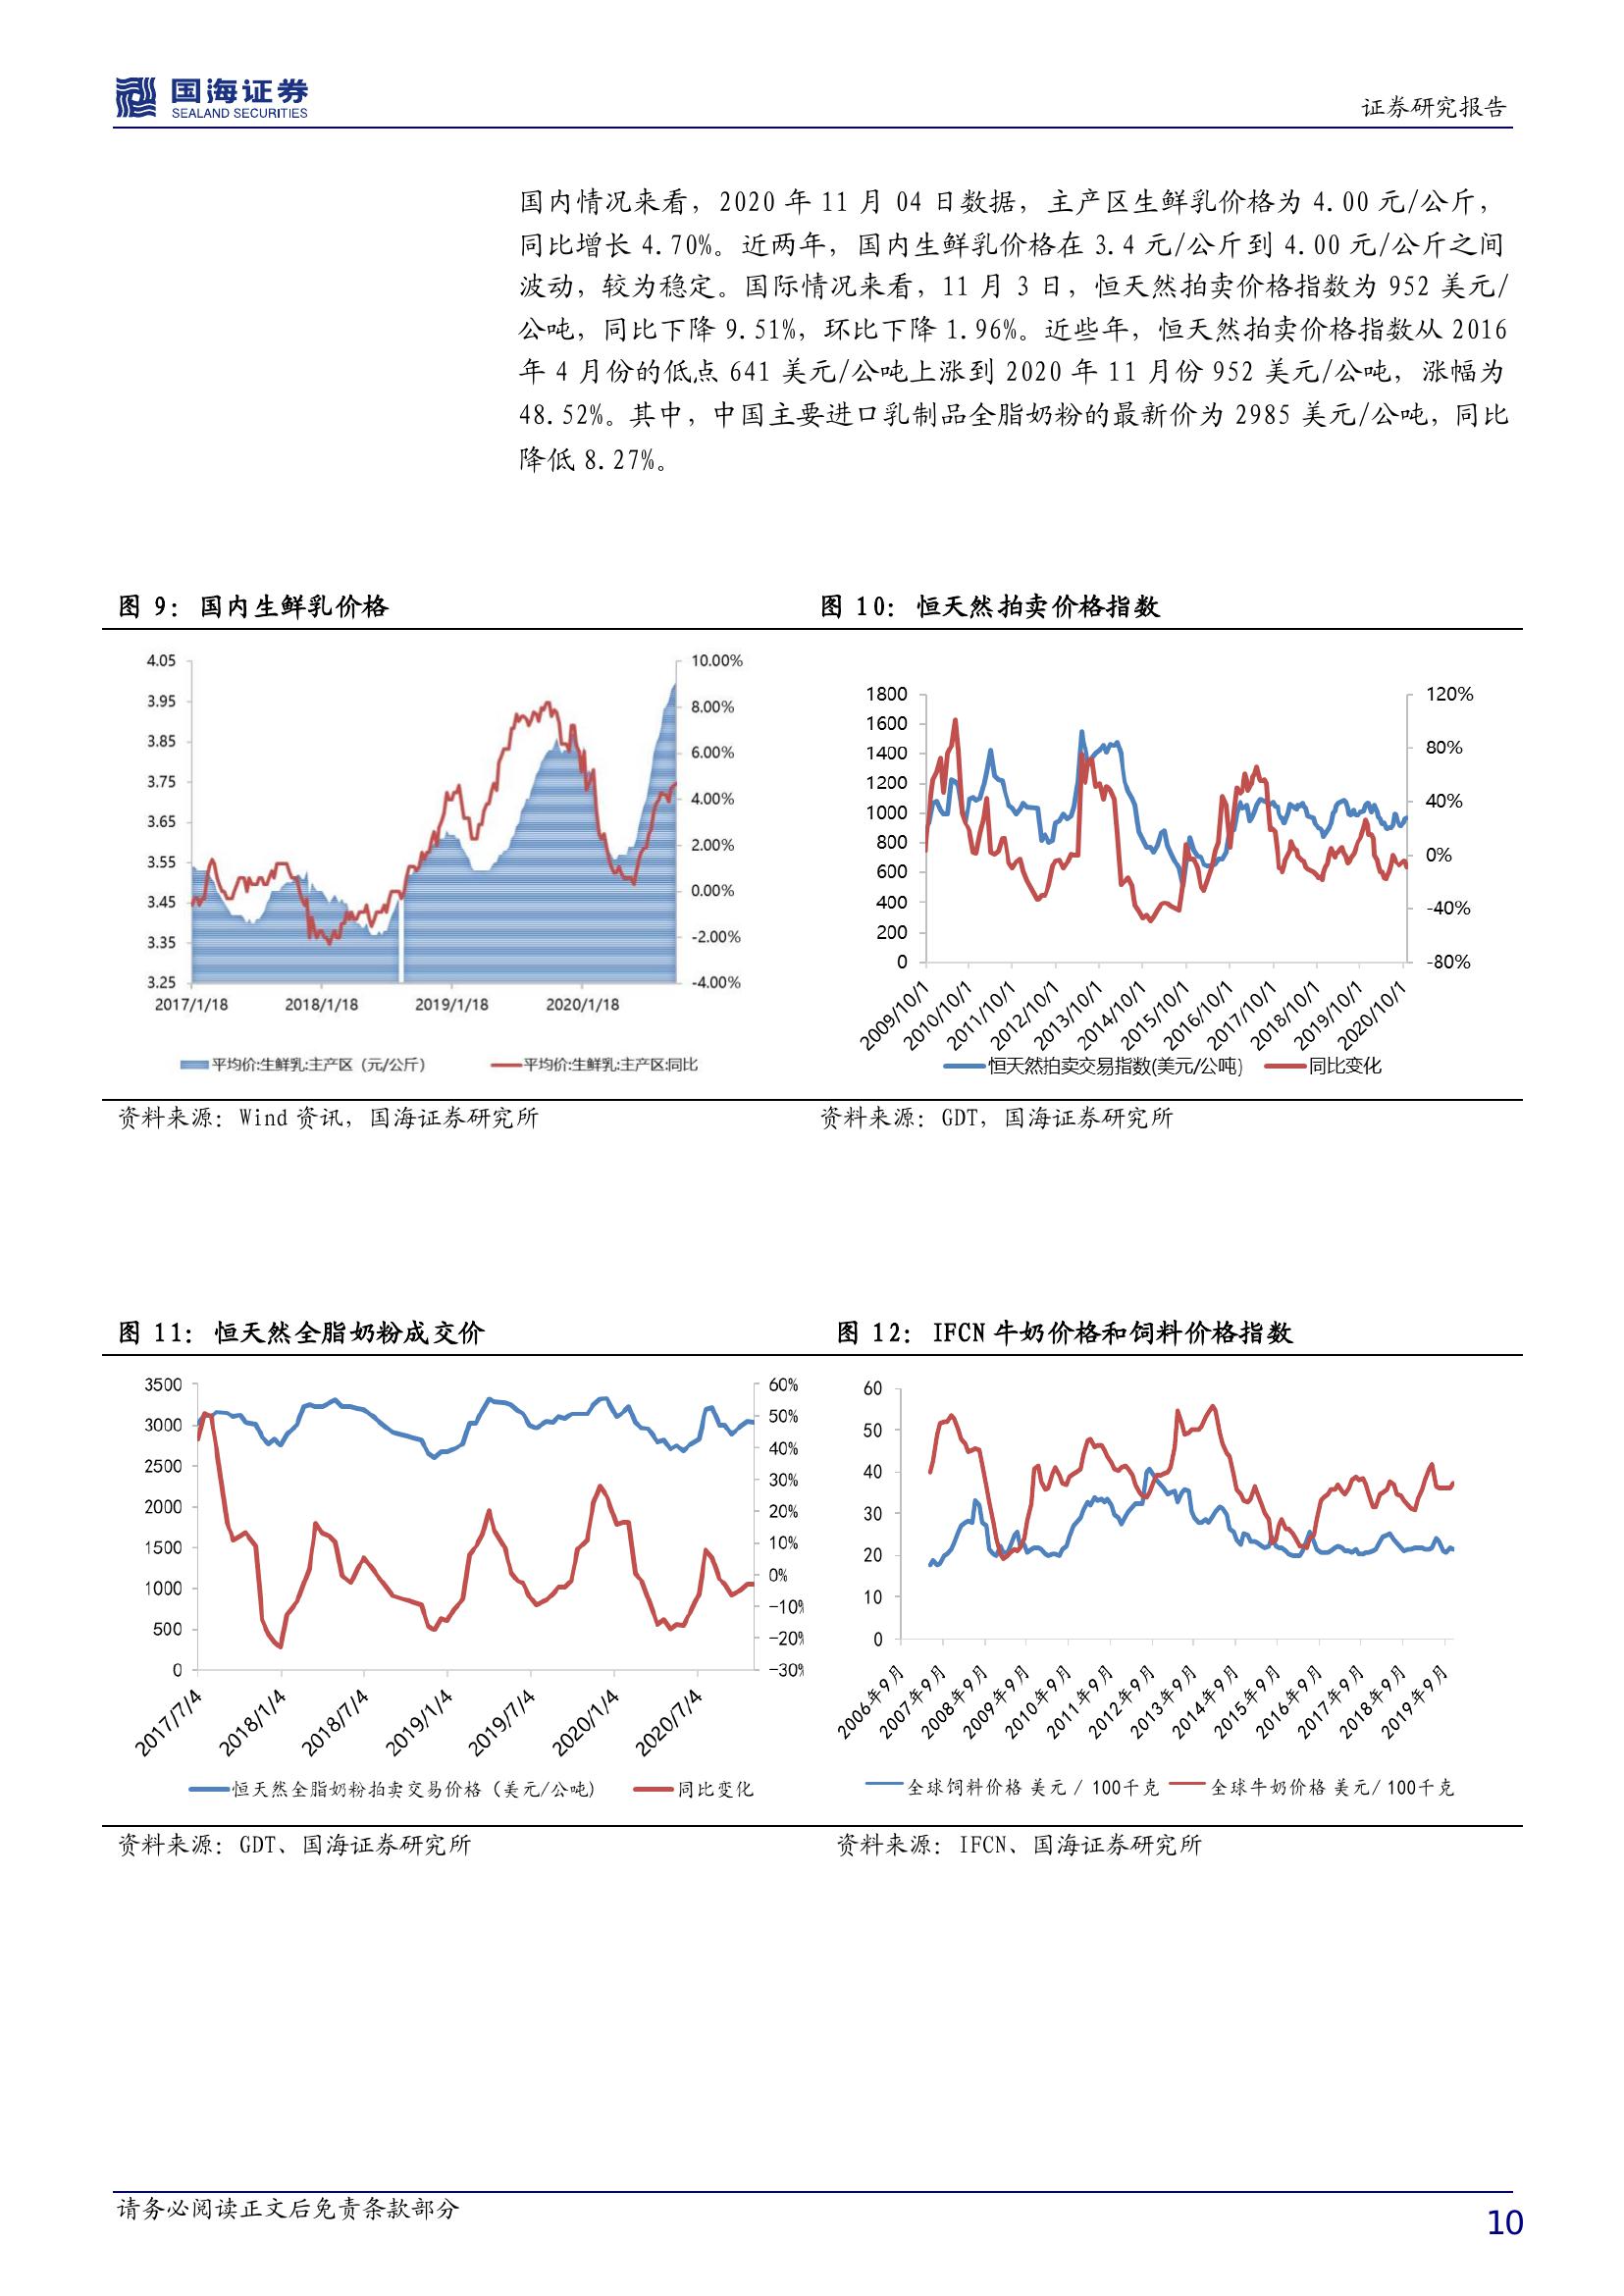 国海证券
SEALAND SECURITIES
证券研究报告
国内情况来看，2020 年 11 月 04 日数据，主产区生鲜乳价格为 4.00 元/公斤，
同比增长 4.70%。近两年，国内生鲜乳价格在 3.4 元/公斤到 4.00 元/公斤之间
波动，较为稳定。国际情况来看，11 月 3 日，恒天然拍卖价格指数为 952 美元/
公吨，同比下降 9.51%，环比下降 1.96%。近些年，恒天然拍卖价格指数从 2016
年 4 月份的低点 641 美元/公吨上涨到 2020 年 11 月份 952 美元/公吨，涨幅为
48.52%。其中，中国主要进口乳制品全脂奶粉的最新价为 2985 美元/公吨，同比
降低 8.27%。
图 9：国内生鲜乳价格
4.05
3.95
3.85
3.75
3.65
3.55
3.45
3.35
3.25
10.00%
8.00%
6.00%
4.00%
2.00%
0.00%
-2.00%
-4.00%
2017/1/18 2018/1/18 2019/1/18 2020/1/18
平均价:生鲜乳:主产区（元/公斤） 平均价:生鲜乳:主产区:同比
资料来源：Wind 资讯，国海证券研究所
图 10：恒天然拍卖价格指数
1800
1600
1400
1200
1000
800
600
400
200
0
120%
80%
40%
0%
-40%
-80%
2009/10/1 2010/10/1 2011/10/1 2012/10/1 2013/10/1 2014/10/1 2015/10/1 2016/10/1 2017/10/1 2018/10/1 2019/10/1 2020/10/1
恒天然拍卖交易指数(美元/公吨) 同比变化
资料来源：GDT，国海证券研究所
图 11：恒天然全脂奶粉成交价
3500
3000
2500
2000
1500
1000
500
0
60%
50%
40%
30%
20%
10%
0%
-10%
-20%
-30%
2017/7/4 2018/1/4 2018/7/4 2019/1/4 2019/7/4 2020/1/4 2020/7/4
恒天然全脂奶粉拍卖交易价格（美元/公吨） 同比变化
资料来源：GDT、国海证券研究所
图 12：IFCN 牛奶价格和饲料价格指数
60
50
40
30
20
10
0
2006年9月 2007年9月 2008年9月 2009年9月 2010年9月 2011年9月 2012年9月 2013年9月 2014年9月 2015年9月 2016年9月 2017年9月 2018年9月 2019年9月
全球饲料价格 美元 / 100千克 全球牛奶价格 美元/ 100千克
资料来源：IFCN、国海证券研究所
请务必阅读正文后免责条款部分
10